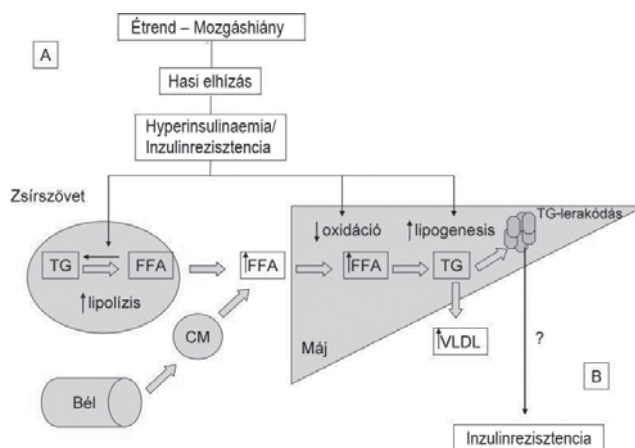 Étrend – Mozgáshiány
A
Hasi elhízás
Hyperinsulinaemia/
Inzulinrezisztencia
Zsírszövet
TG-lerakódás
↓oxidáció
↑lipogenesis
TG
FFA
↑FFA
↑FFA
TG
↑lipolízis
CM
Máj
↑VLDL
?
Bél
B
Inzulinrezisztencia